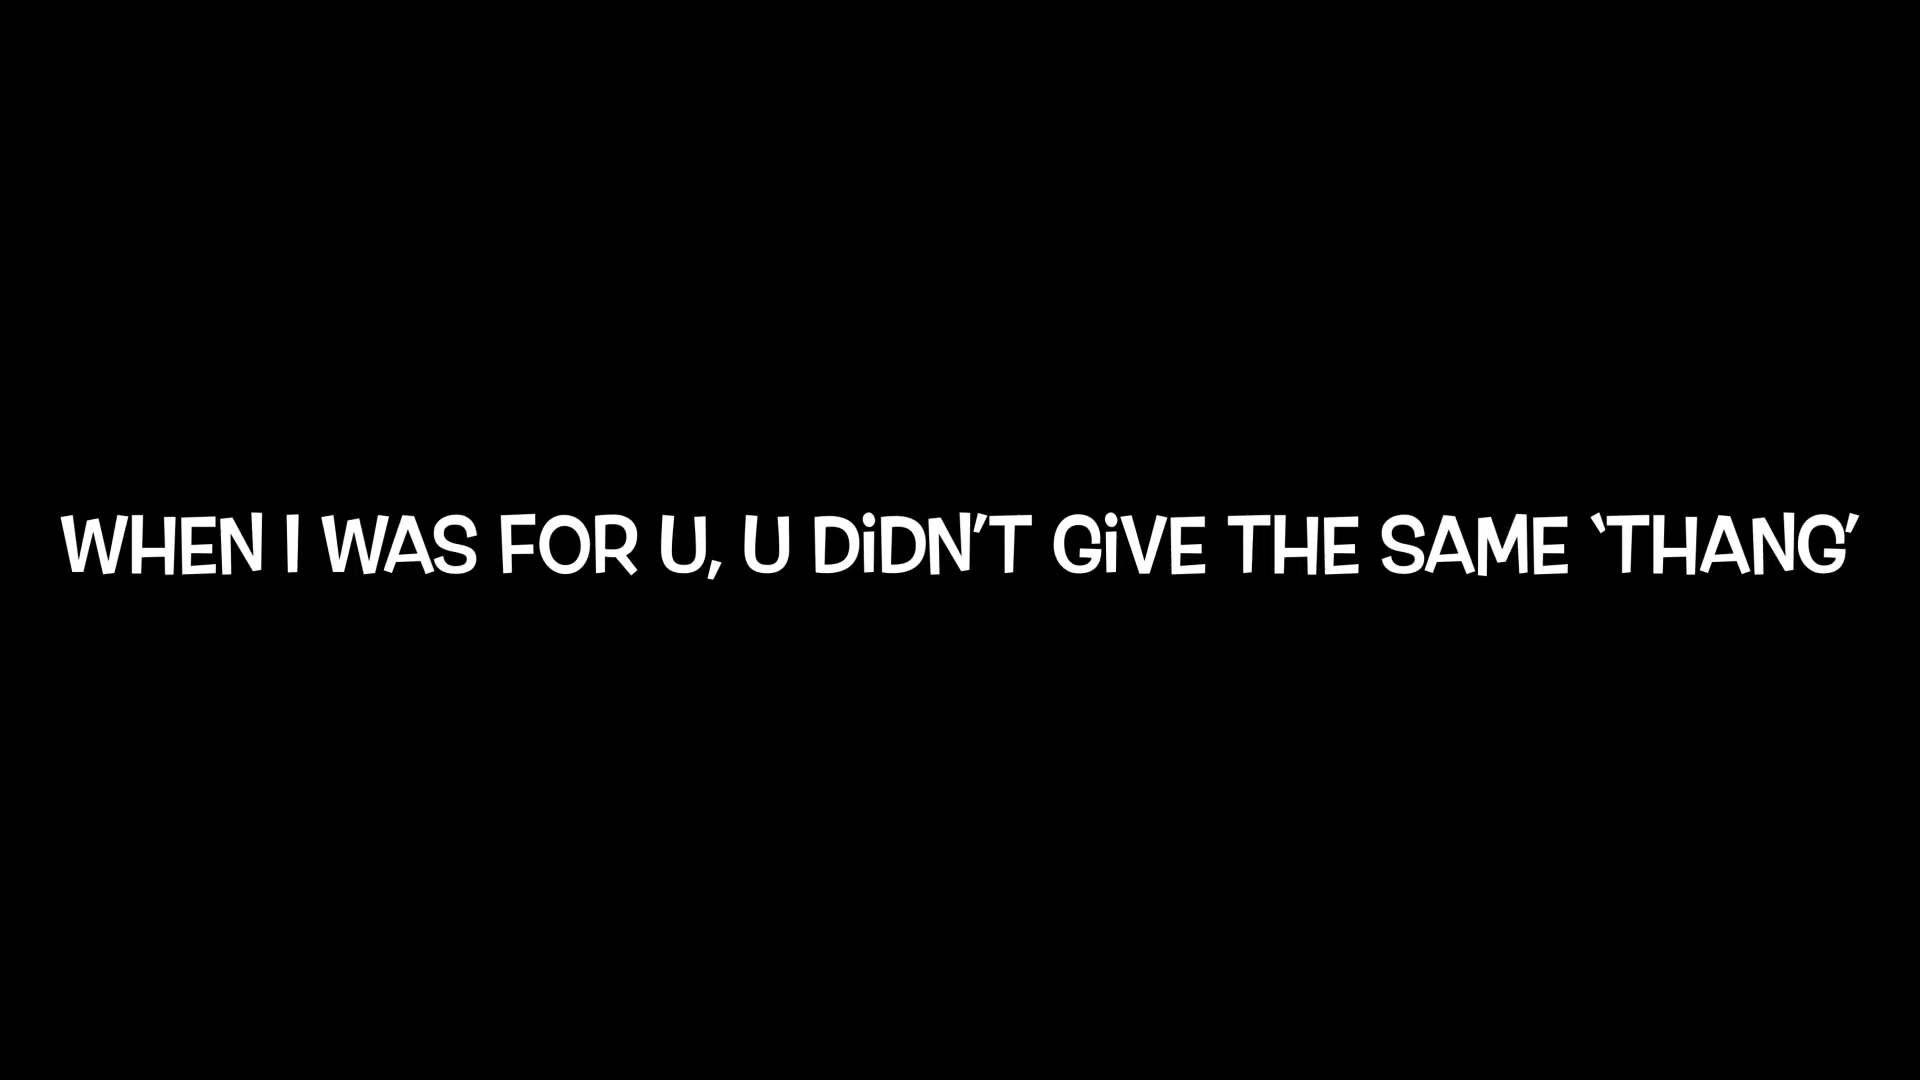 WHEN I WAS FOR U, U DiDN'T GiVE THE SAME ‘THANG’